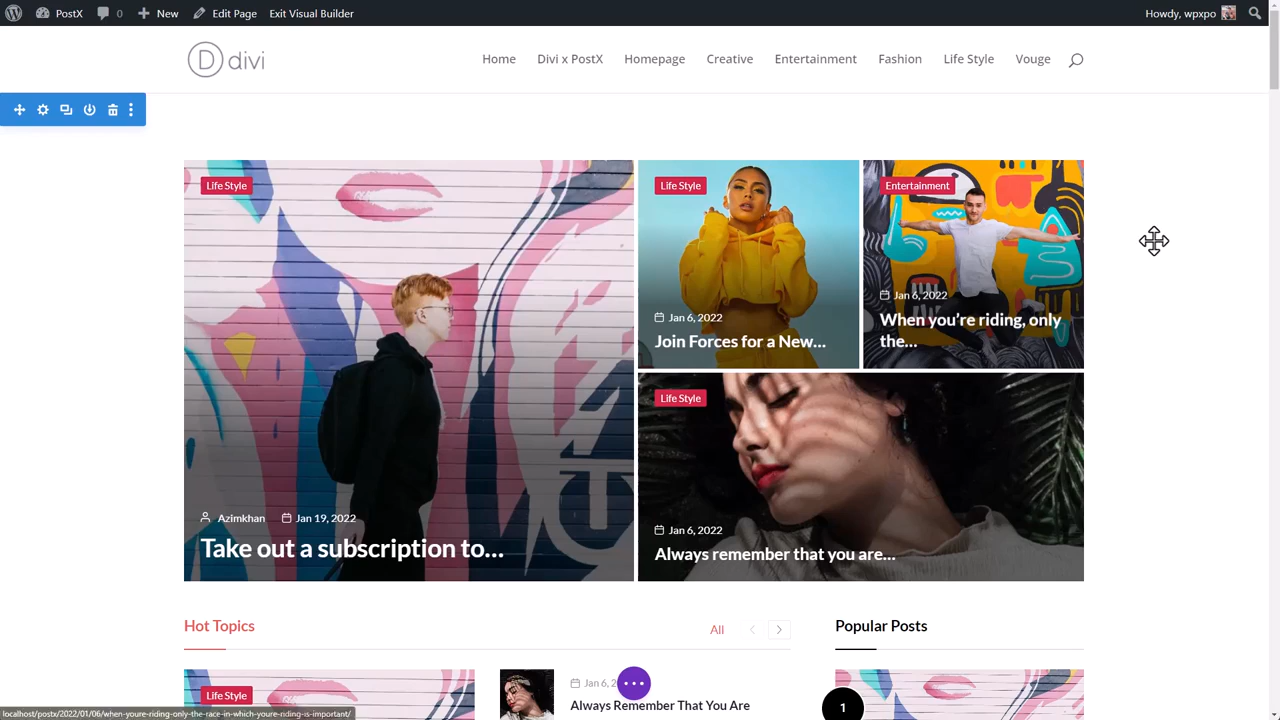 PostX
0
New
Edit Page
Exit Visual Builder
Howdy, wpxpo
D divi
Home
Divi x PostX
Homepage
Creative
Entertainment
Fashion
Life Style
Vouge
Life Style
Azimkhan
Jan 19, 2022
Take out a subscription to...
Life Style
Jan 6, 2022
Join Forces for a New...
Entertainment
Jan 6, 2022
When you’re riding, only
the...
Life Style
Jan 6, 2022
Always remember that you are...
Hot Topics
All
Popular Posts
Life Style
Jan 6, 2
Always Remember That You Are
1
localhost/postx/2022/01/06/when-youre-riding-only-the-race-in-which-youre-riding-is-important/